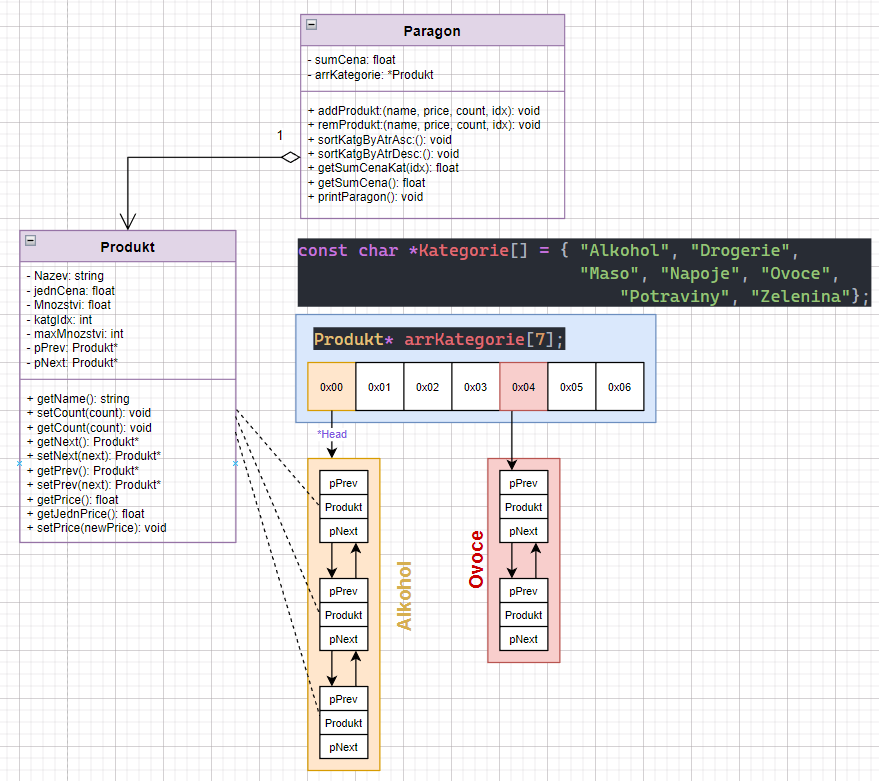 Paragon
- sumCena: float
- arrKategorie: *Produkt
+ addProdukt:(name, price, count, idx): void
+ remProdukt:(name, price, count, idx): void
+ sortKatgByAtrAsc:(): void
+ sortKatgByAtrDesc:(): void
+ getSumCenaKat(idx): float
+ getSumCena(): float
+ printParagon(): void
1
Produkt
- Nazev: string
- jednCena: float
- Mnozstvi: float
- katgIdx: int
- maxMnozstvi: int
- pPrev: Produkt*
- pNext: Produkt*
+ getName(): string
+ setCount(count): void
+ getCount(count): void
+ getNext(): Produkt*
+ setNext(next): Produkt*
+ getPrev(): Produkt*
+ setPrev(next): Produkt*
+ getPrice(): float
+ getJednPrice(): float
+ setPrice(newPrice): void
const char *Kategorie[] = { "Alkohol", "Drogerie",
"Maso", "Napoje", "Ovoce",
"Potraviny", "Zelenina"};
Produkt* arrKategorie[7];
0x00 0x01 0x02 0x03 0x04 0x05 0x06
*Head
pPrev
Produkt
pNext
pPrev
Produkt
pNext
pPrev
Produkt
pNext
Alkohol
Ovoce
pPrev
Produkt
pNext
pPrev
Produkt
pNext